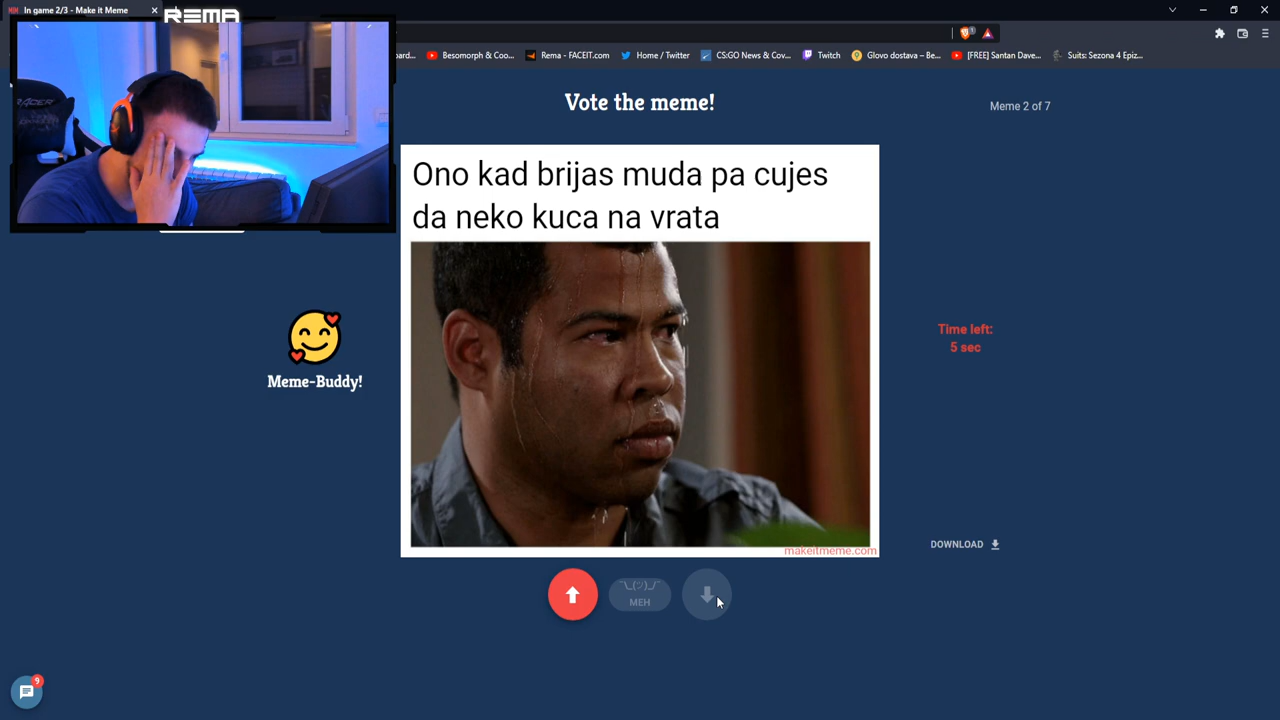 In game 2/3 - Make it Meme
REMA
bard...
Besomorph & Coo...
Rema - FACEIT.com
Home / Twitter
CS:GO News & Cov...
Twitch
Glovo dostava – Be...
[FREE] Santan Dave...
Suits: Sezona 4 Epiz...
Vote the meme!
Meme 2 of 7
Ono kad brijas muda pa cujes
da neko kuca na vrata
Time left:
5 sec
Meme-Buddy!
makeitmeme.com
DOWNLOAD
¯\_(ツ)_/¯
MEH
9